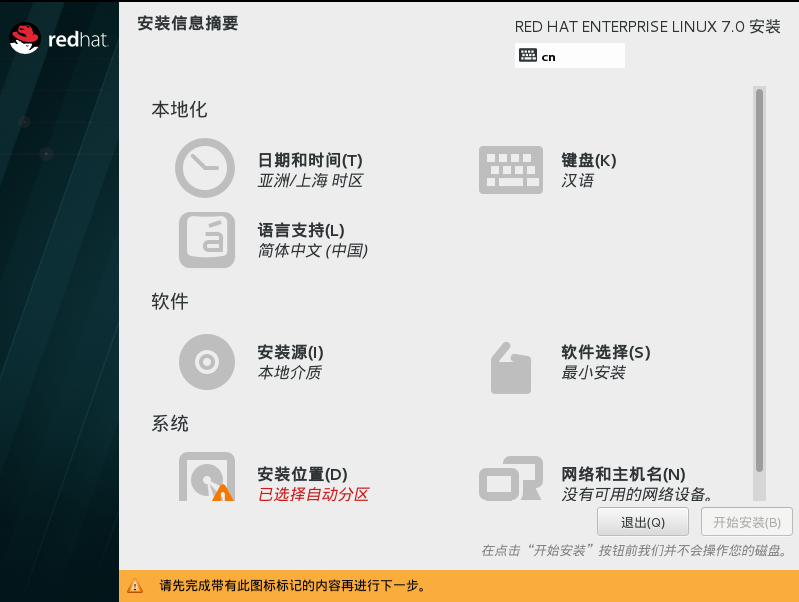 redhat.
安装信息摘要
RED HAT ENTERPRISE LINUX 7.0 安装
cn
本地化
日期和时间(T)
亚洲/上海 时区
键盘(K)
汉语
语言支持(L)
简体中文 (中国)
软件
安装源(I)
本地介质
软件选择(S)
最小安装
系统
安装位置(D)
已选择自动分区
网络和主机名(N)
没有可用的网络设备。
退出(Q)
开始安装(B)
在点击“开始安装”按钮前我们并不会操作您的磁盘。
请先完成带有此图标标记的内容再进行下一步。